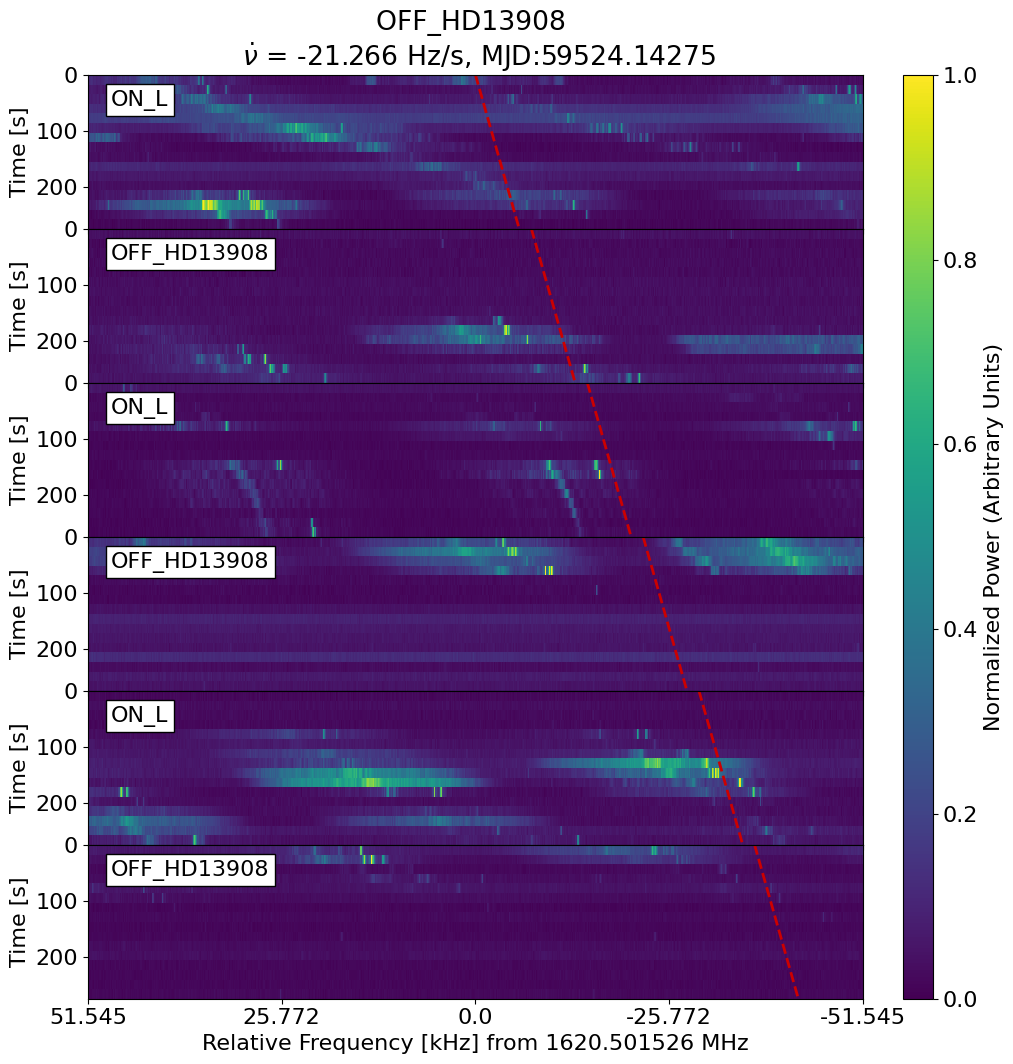 OFF_HD13908
ν̇ = -21.266 Hz/s, MJD:59524.14275
0
ON_L
100
200
Time [s]
0
OFF_HD13908
100
200
Time [s]
0
ON_L
100
200
Time [s]
0
OFF_HD13908
100
200
Time [s]
0
ON_L
100
200
Time [s]
0
OFF_HD13908
100
200
Time [s]
51.545 25.772 0.0 -25.772 -51.545
Relative Frequency [kHz] from 1620.501526 MHz
1.0
0.8
0.6
0.4
0.2
0.0
Normalized Power (Arbitrary Units)